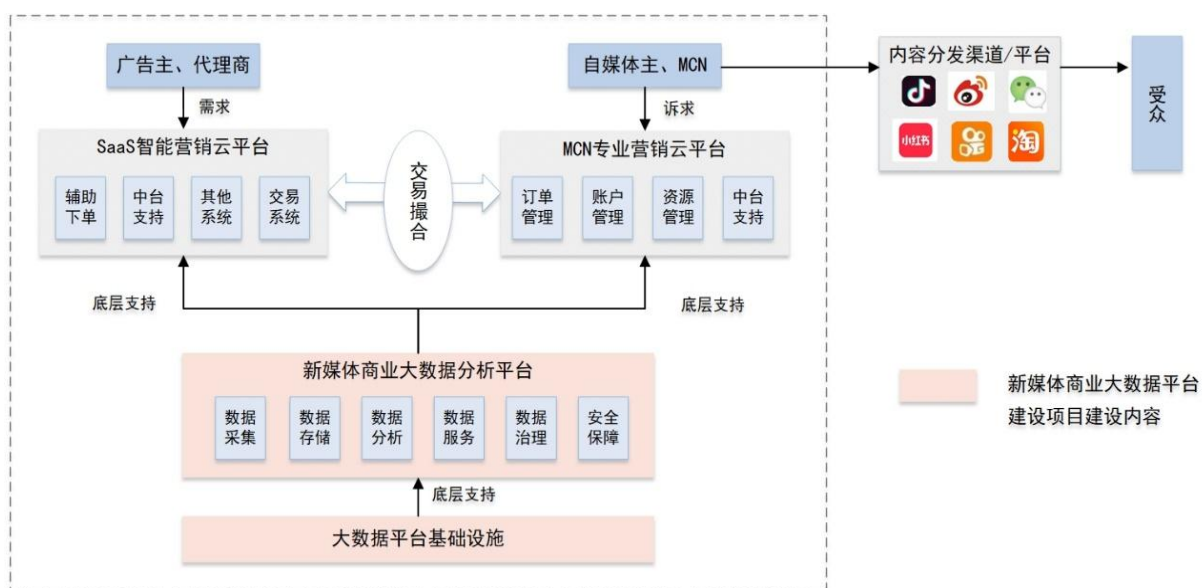 广告主、代理商
自媒体主、MCN
内容分发渠道/平台
小红书
淘
受
众
需求
诉求
SaaS智能营销云平台
辅助
下单
中台
支持
其他
系统
交易
系统
交
易
撮
合
MCN专业营销云平台
订单
管理
账户
管理
资源
管理
中台
支持
底层支持
底层支持
新媒体商业大数据分析平台
数据
采集
数据
存储
数据
分析
数据
服务
数据
治理
安全
保障
底层支持
大数据平台基础设施
新媒体商业大数据平台
建设项目建设内容